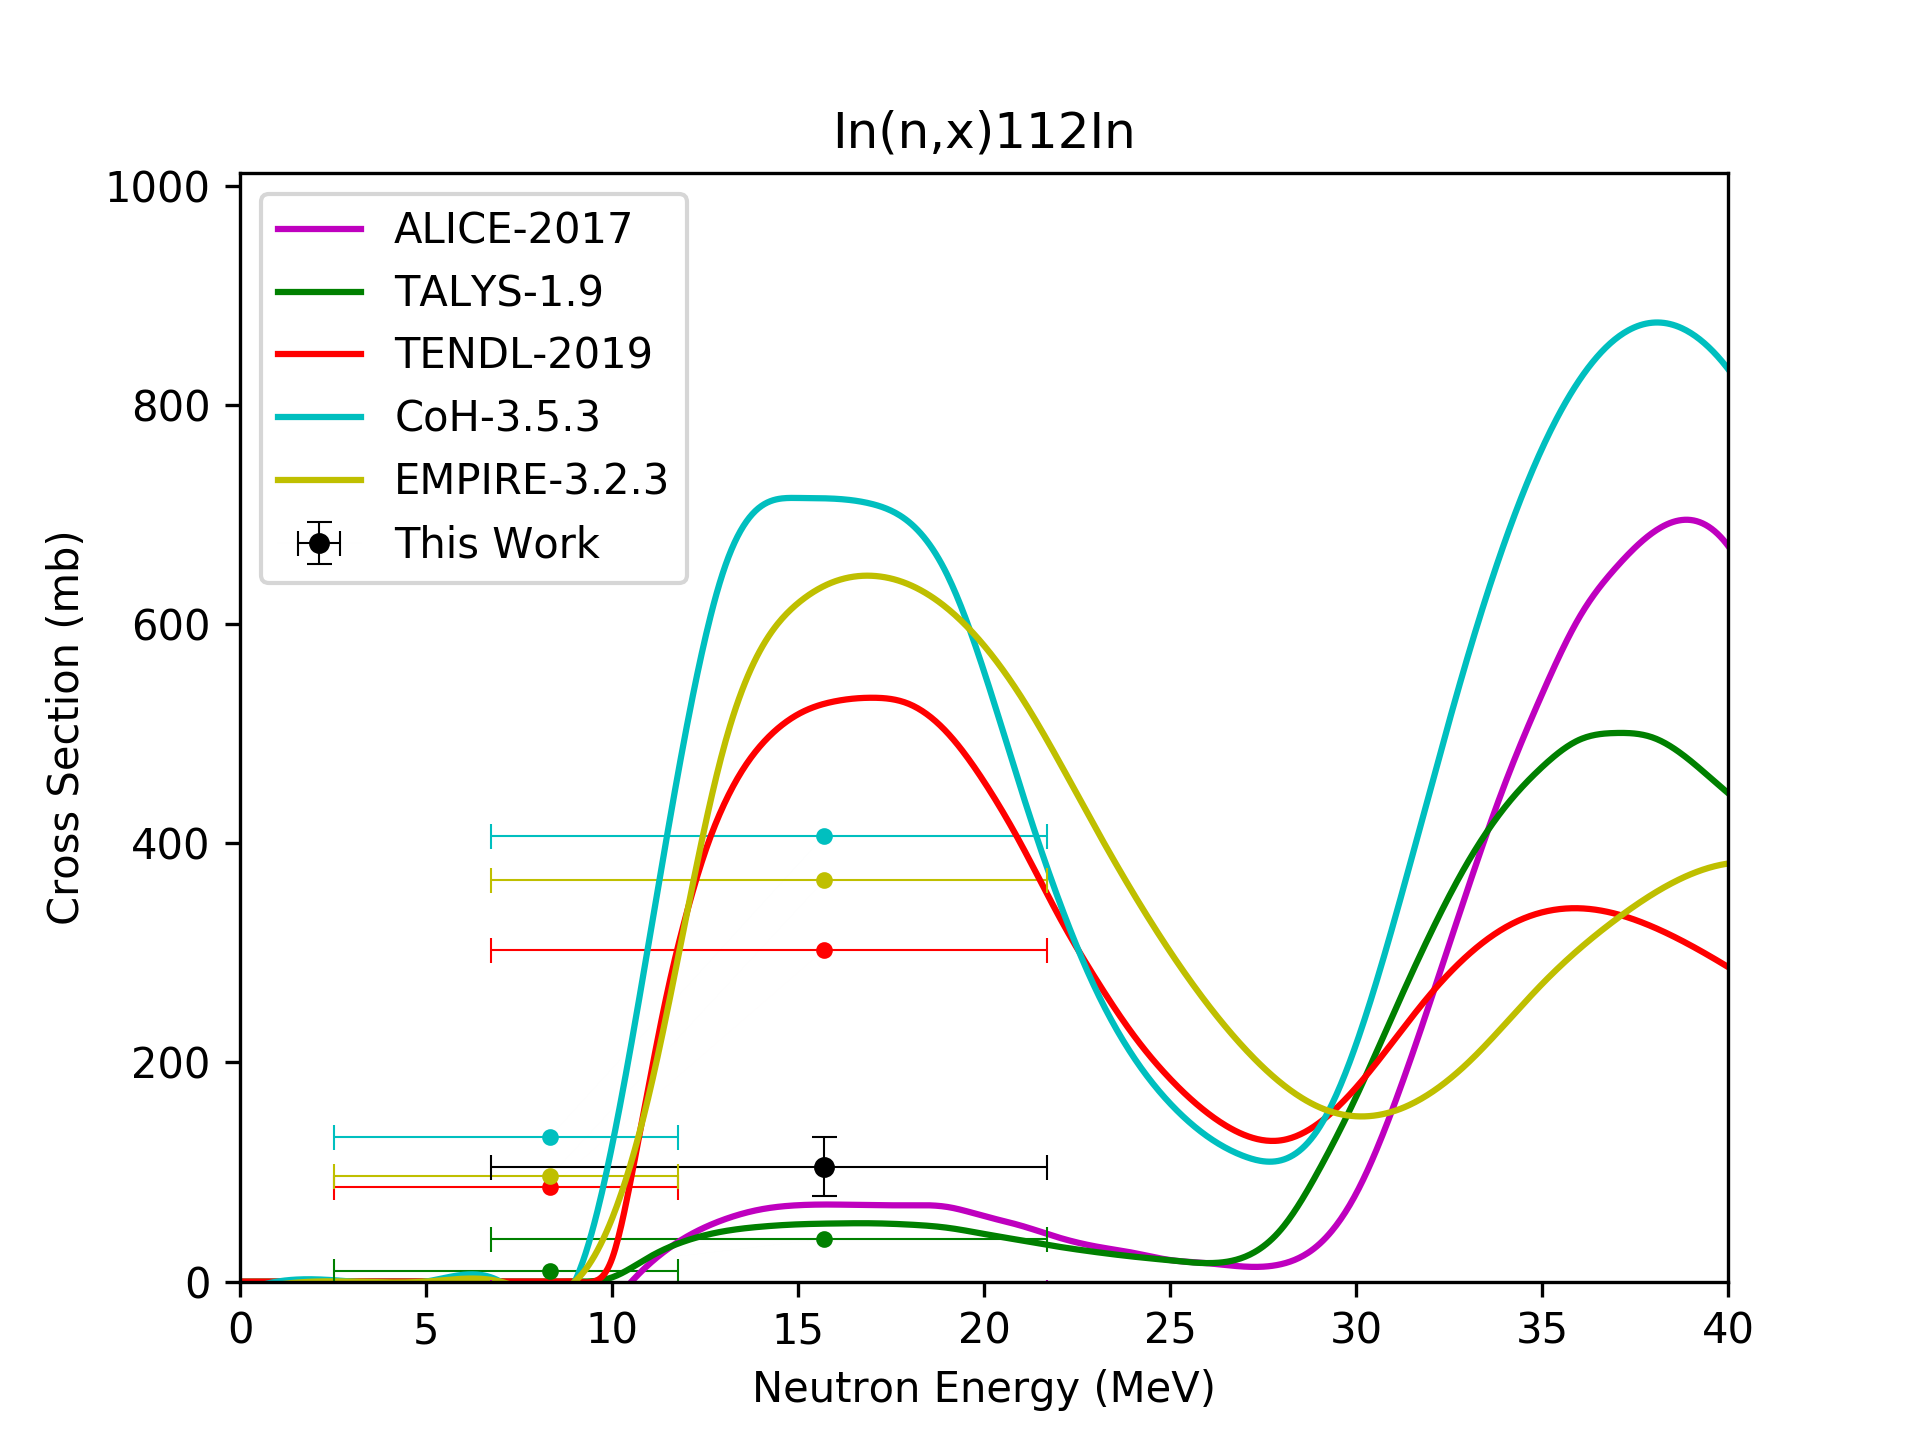 In(n,x)112In
1000
800
600
400
200
0
Cross Section (mb)
ALICE-2017
TALYS-1.9
TENDL-2019
CoH-3.5.3
EMPIRE-3.2.3
This Work
0 5 10 15 20 25 30 35 40
Neutron Energy (MeV)